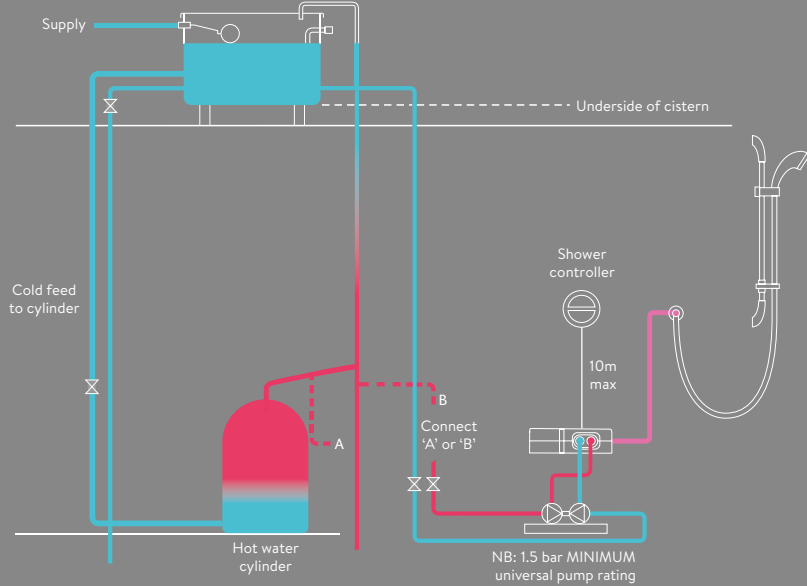 Supply
Underside of cistern
Cold feed
to cylinder
Shower
controller
10m
max
B
Connect
‘A’ or ‘B’
A
Hot water
cylinder
NB: 1.5 bar MINIMUM
universal pump rating